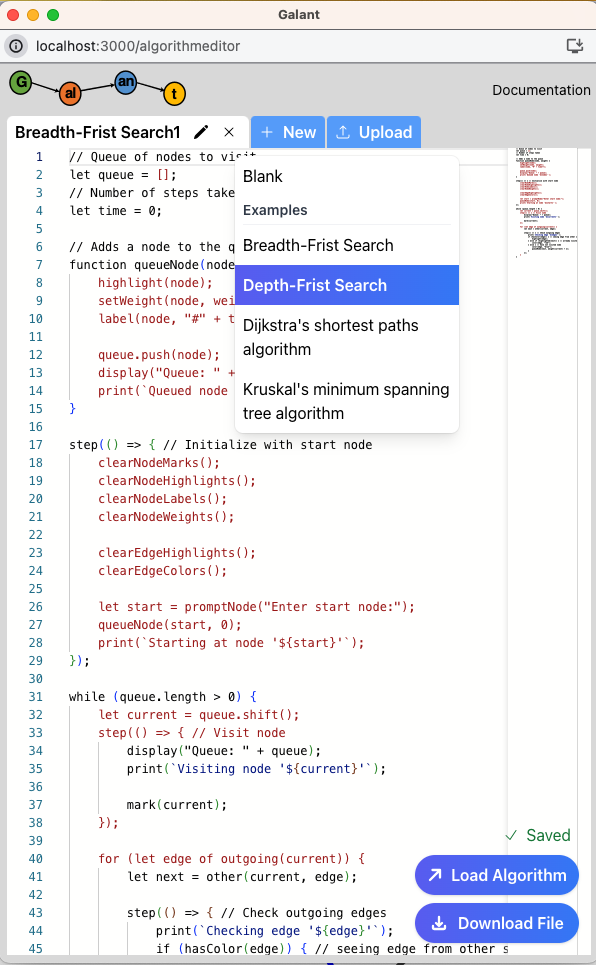 Galant
localhost:3000/algorithmeditor
G al an t
Documentation
Breadth-Frist Search1
New
Upload
1 // Queue of nodes to visit
2 let queue = [];
3 // Number of steps take
4 let time = 0;
5
6 // Adds a node to the q
7 function queueNode(node
8 highlight(node);
9 setWeight(node, wei
10 label(node, "#" + t
11
12 queue.push(node);
13 display("Queue: " +
14 print(`Queued node
15 }
16
17 step(() => { // Initialize with start node
18 clearNodeMarks();
19 clearNodeHighlights();
20 clearNodeLabels();
21 clearNodeWeights();
22
23 clearEdgeHighlights();
24 clearEdgeColors();
25
26 let start = promptNode("Enter start node:");
27 queueNode(start, 0);
28 print(`Starting at node '${start}'`);
29 });
30
31 while (queue.length > 0) {
32 let current = queue.shift();
33 step(() => { // Visit node
34 display("Queue: " + queue);
35 print(`Visiting node '${current}'`);
36
37 mark(current);
38 });
39
40 for (let edge of outgoing(current)) {
41 let next = other(current, edge);
42
43 step(() => { // Check outgoing edges
44 print(`Checking edge '${edge}'`);
45 if (hasColor(edge)) { // seeing edge from other s
Blank
Examples
Breadth-Frist Search
Depth-Frist Search
Dijkstra's shortest paths
algorithm
Kruskal's minimum spanning
tree algorithm
Saved
Load Algorithm
Download File